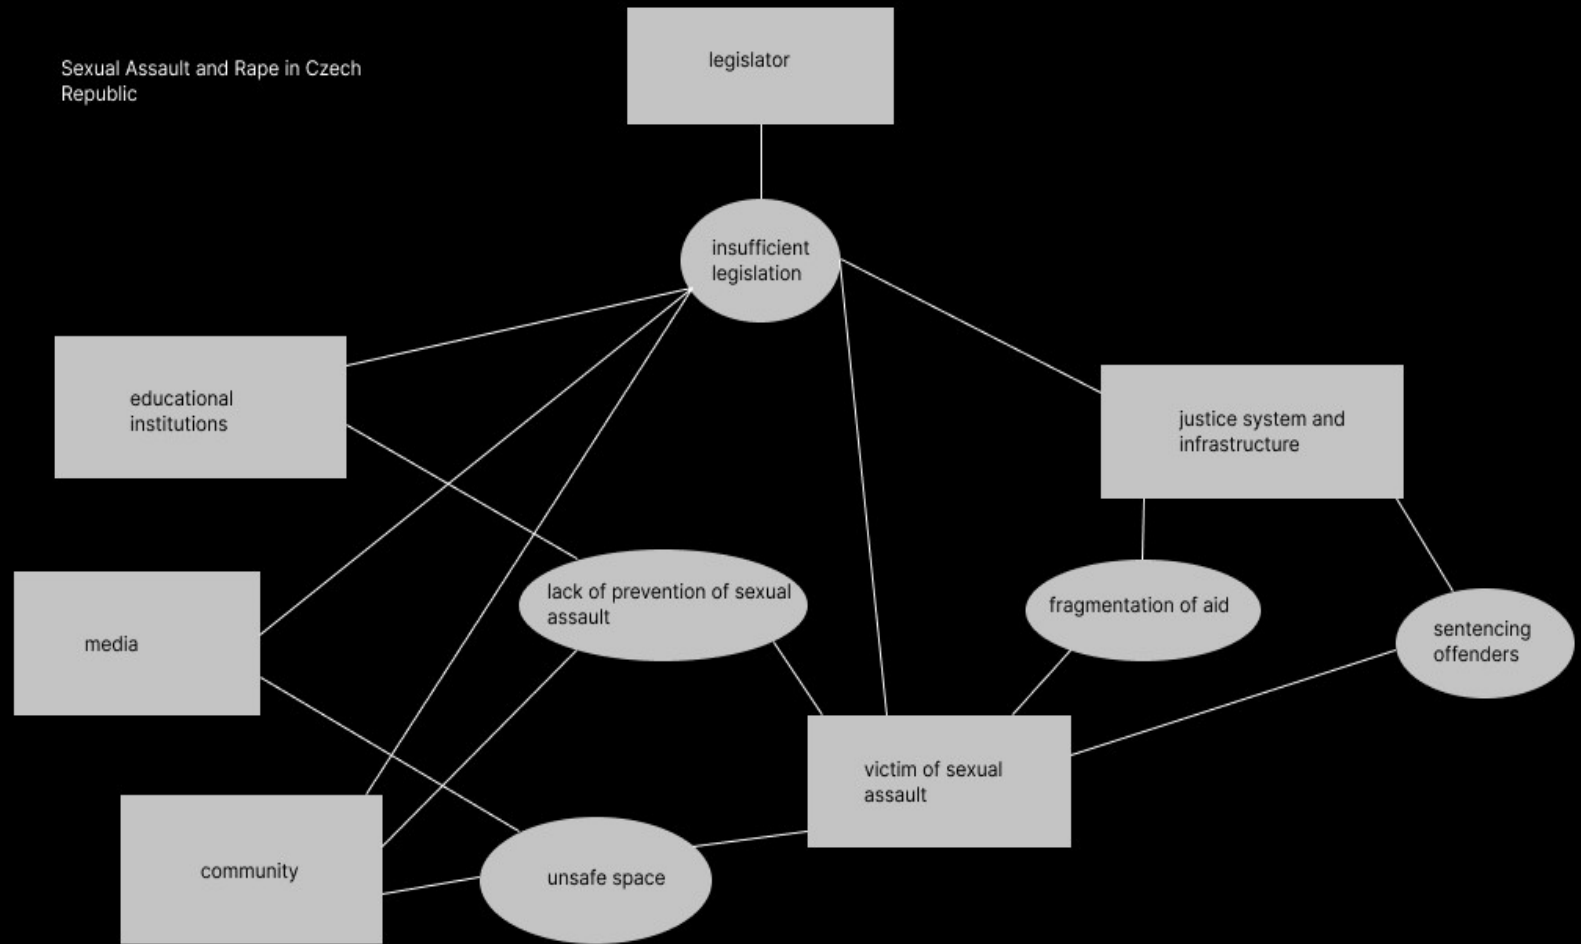 Sexual Assault and Rape in Czech
Republic
legislator
insufficient
legislation
educational
institutions
justice system and
infrastructure
lack of prevention of sexual
assault
fragmentation of aid
media
sentencing
offenders
victim of sexual
assault
community
unsafe space